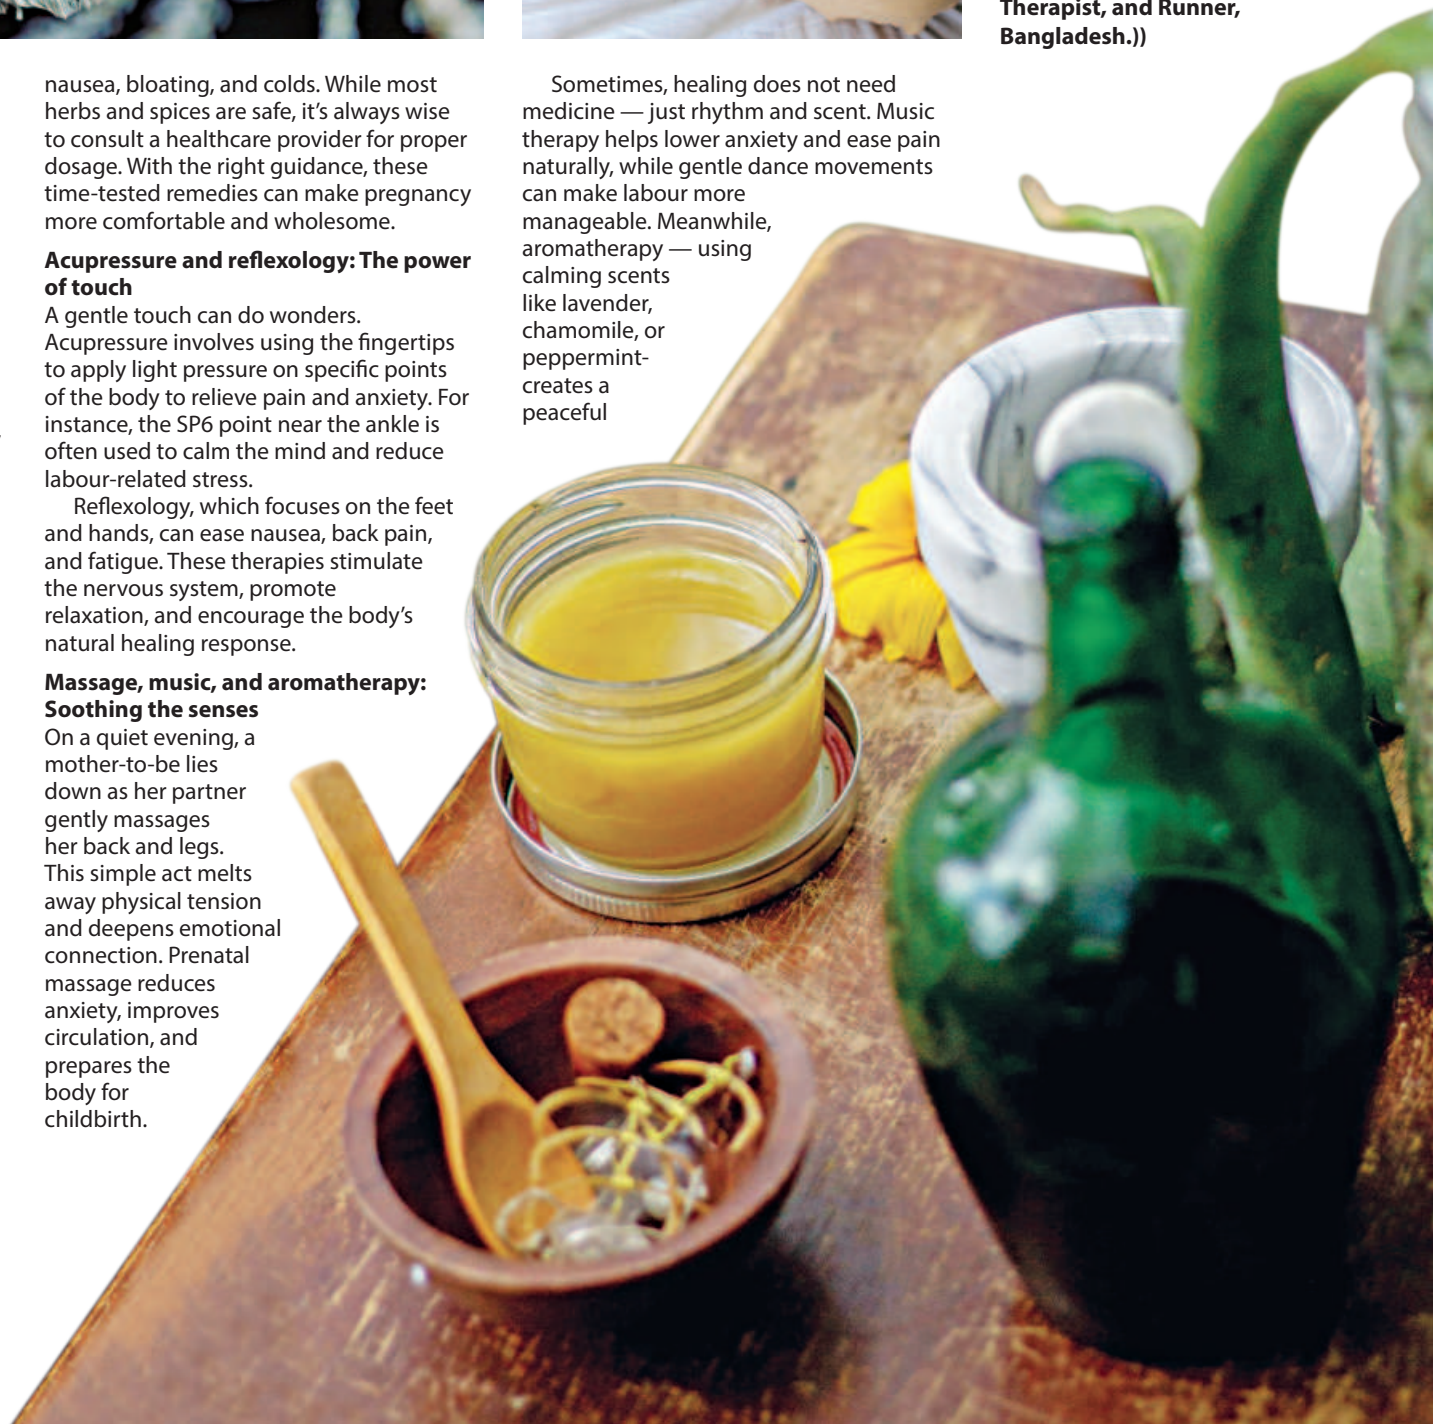 nausea, bloating, and colds. While most
herbs and spices are safe, it's always wise
to consult a healthcare provider for proper
dosage. With the right guidance, these
time-tested remedies can make pregnancy
more comfortable and wholesome.
Acupressure and reflexology: The power
of touch
A gentle touch can do wonders.
Acupressure involves using the fingertips
to apply light pressure on specific points
of the body to relieve pain and anxiety. For
instance, the SP6 point near the ankle is
often used to calm the mind and reduce
labour-related stress.
Reflexology, which focuses on the feet
and hands, can ease nausea, back pain,
and fatigue. These therapies stimulate
the nervous system, promote
relaxation, and encourage the body's
natural healing response.
Massage, music, and aromatherapy:
Soothing the senses
On a quiet evening, a
mother-to-be lies
down as her partner
gently massages
her back and legs.
This simple act melts
away physical tension
and deepens emotional
connection. Prenatal
massage reduces
anxiety, improves
circulation, and
prepares the
body for
childbirth.
Sometimes, healing does not need
medicine — just rhythm and scent. Music
therapy helps lower anxiety and ease pain
naturally, while gentle dance movements
can make labour more
manageable. Meanwhile,
aromatherapy — using
calming scents
like lavender,
chamomile, or
peppermint-
creates a
peaceful
Therapist, and Runner,
Bangladesh.))